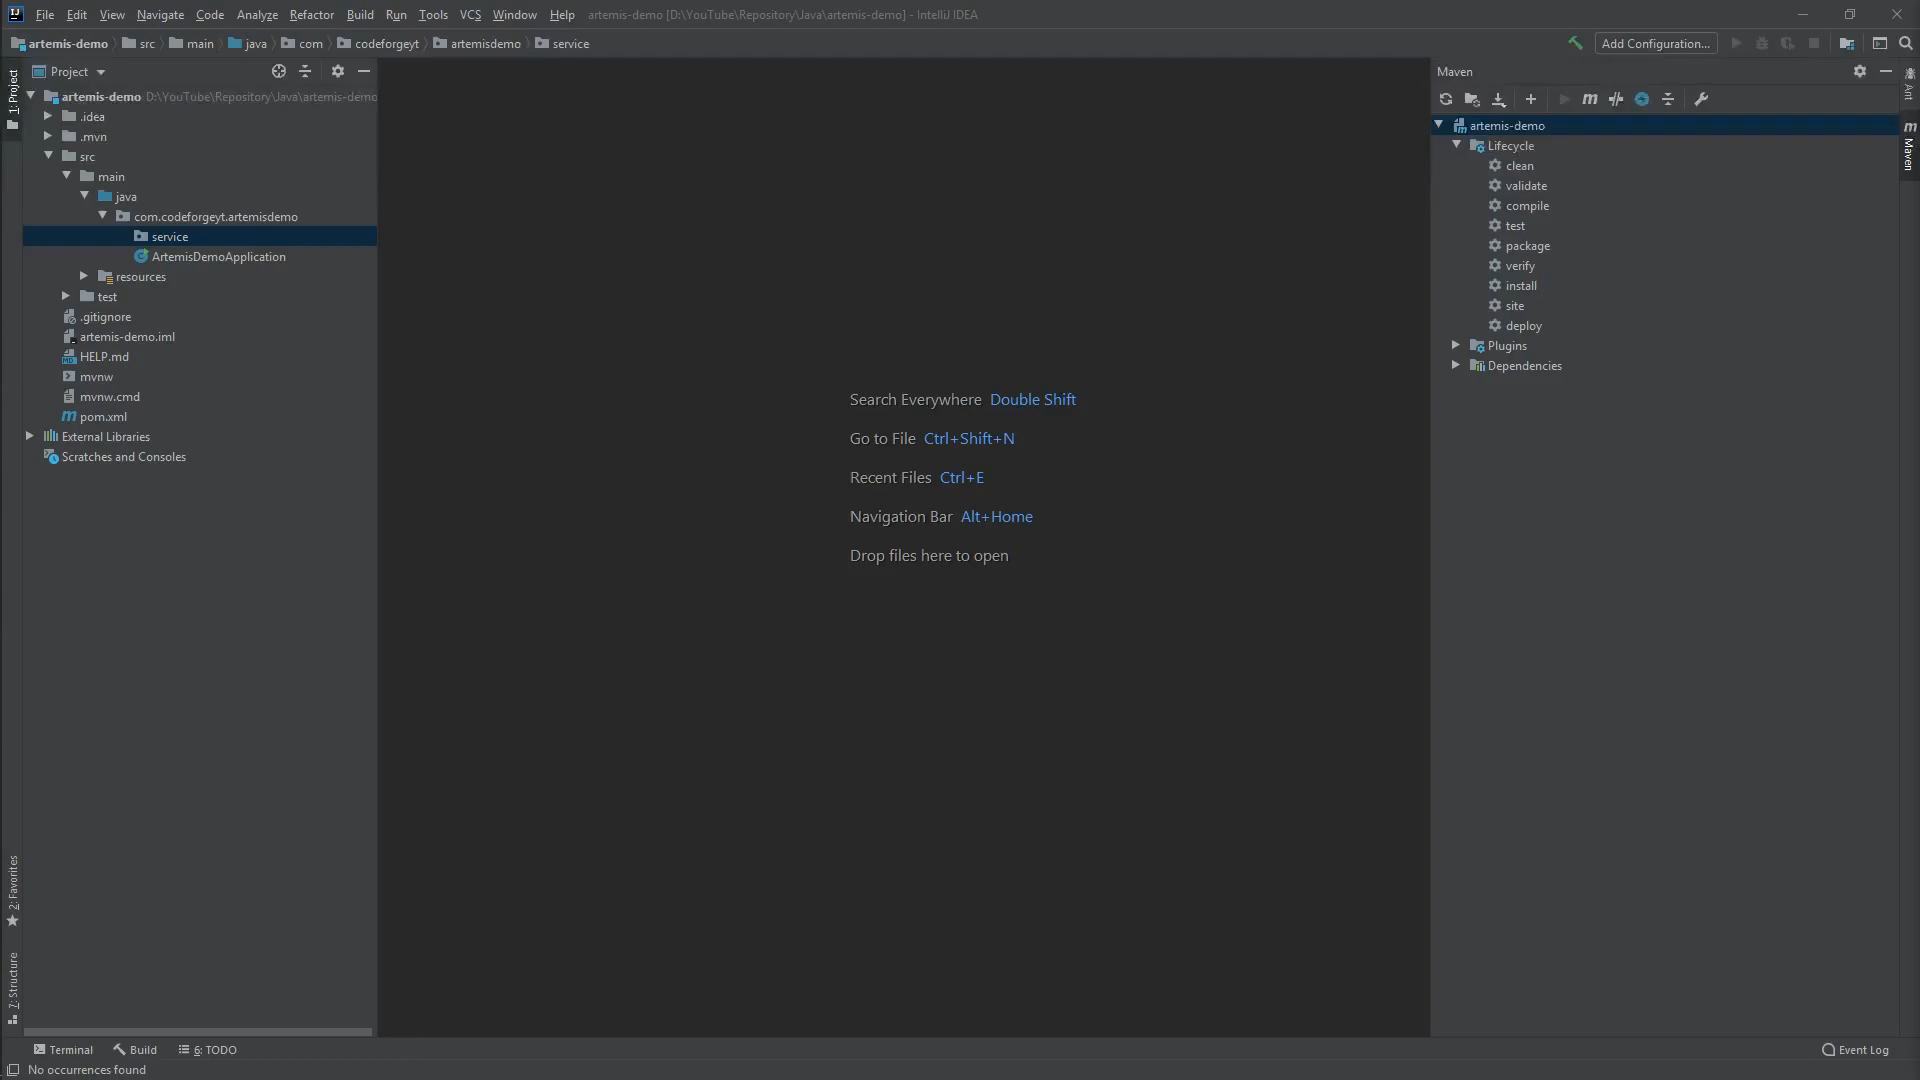 File Edit View Navigate Code Analyze Refactor Build Run Tools VCS Window Help artemis-demo [D:\YouTube\Repository\Java\artemis-demo] - IntelliJ IDEA
artemis-demo src main java com codeforgeyt artemisdemo service Add Configuration...
1: Project
Project
artemis-demo D:\YouTube\Repository\Java\artemis-demo
.idea
.mvn
src
main
java
com.codeforgeyt.artemisdemo
service
ArtemisDemoApplication
resources
test
.gitignore
artemis-demo.iml
HELP.md
mvnw
mvnw.cmd
pom.xml
External Libraries
Scratches and Consoles
Search Everywhere Double Shift
Go to File Ctrl+Shift+N
Recent Files Ctrl+E
Navigation Bar Alt+Home
Drop files here to open
Maven
artemis-demo
Lifecycle
clean
validate
compile
test
package
verify
install
site
deploy
Plugins
Dependencies
Ant
Maven
2: Favorites
7: Structure
Terminal Build 6: TODO Event Log
No occurrences found